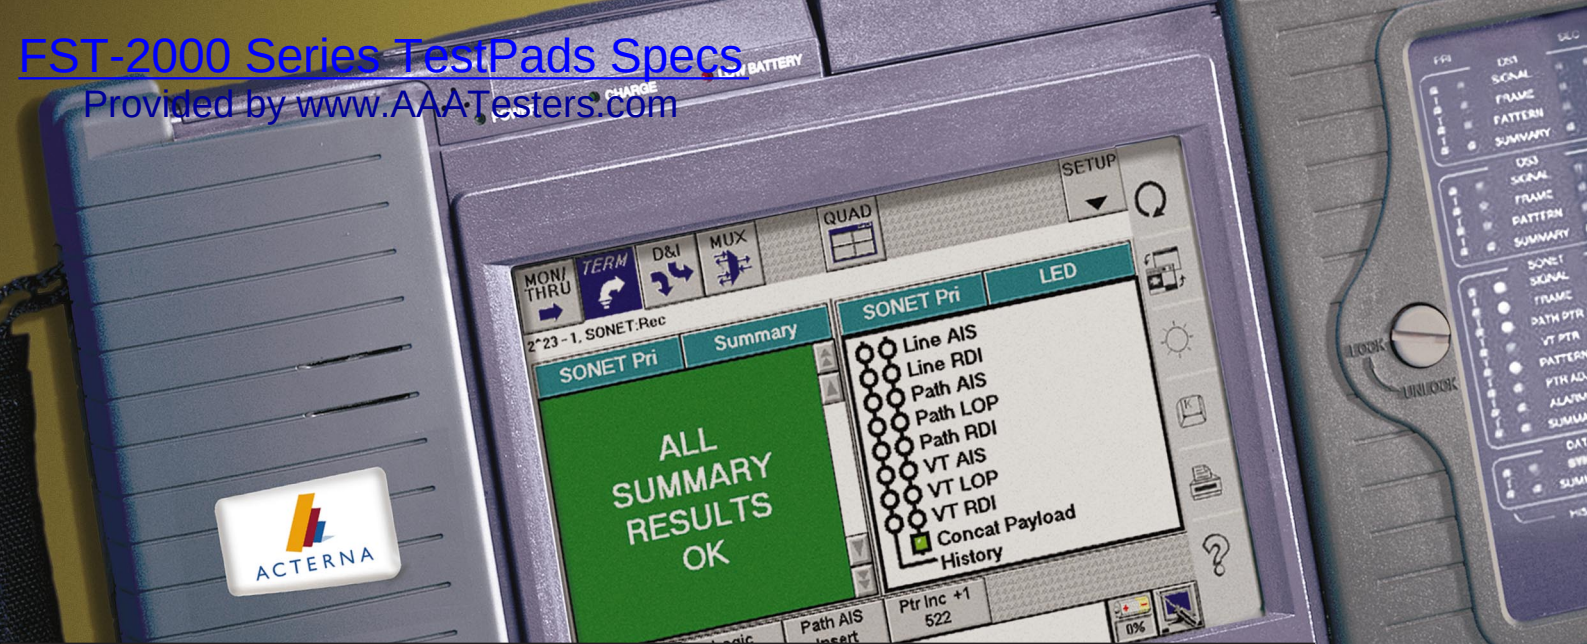 FST-2000 Series TestPads Specs
Provided by www.AAATesters.com
LOW BATTERY
CHARGE
SETUP
QUAD
MUX
D&I
TERM
MON/
THRU
2^23-1, SONET:Rec
SONET Pri
Summary
ALL
SUMMARY
RESULTS
OK
SONET Pri
LED
Line AIS
Line RDI
Path AIS
Path LOP
Path RDI
VT AIS
VT LOP
VT RDI
Concat Payload
History
Path AIS
Insert
Ptr Inc +1
522
0%
ACTERNA
LOCK
UNLOCK
PRI
SEC
DS1
SIGNAL
FRAME
PATTERN
SUMMARY
DS3
SIGNAL
FRAME
PATTERN
SUMMARY
SONET
SIGNAL
FRAME
PATH PTR
VT PTR
PATTERN